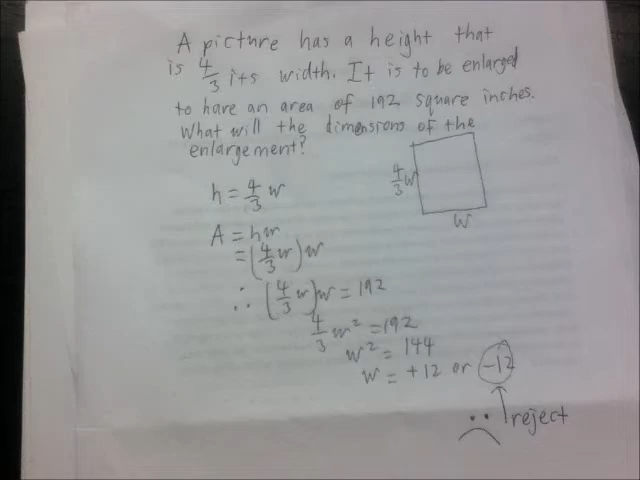 A picture has a height that
is 4/3 its width. It is to be enlarged
to have an area of 192 square inches.
What will the dimensions of the
enlargement?
h = 4/3 w
4/3 w
w
A = hw
= (4/3 w) w
∴ (4/3 w) w = 192
4/3 w² = 192
w² = 144
w = +12 or -12
reject